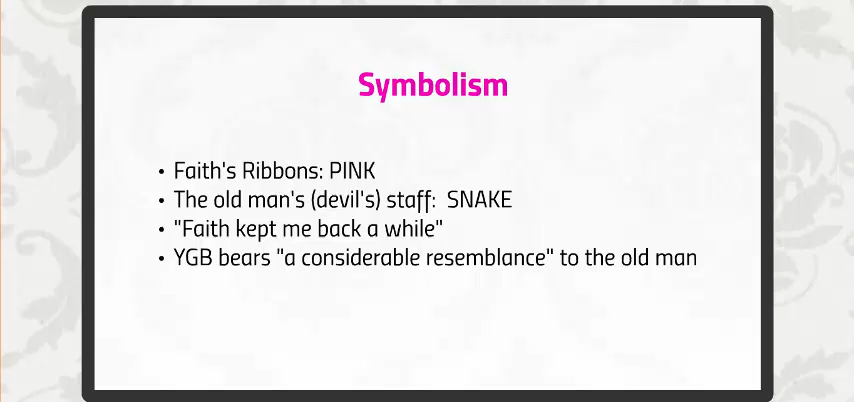 Symbolism
• Faith's Ribbons: PINK
• The old man's (devil's) staff:  SNAKE
• "Faith kept me back a while"
• YGB bears "a considerable resemblance" to the old man